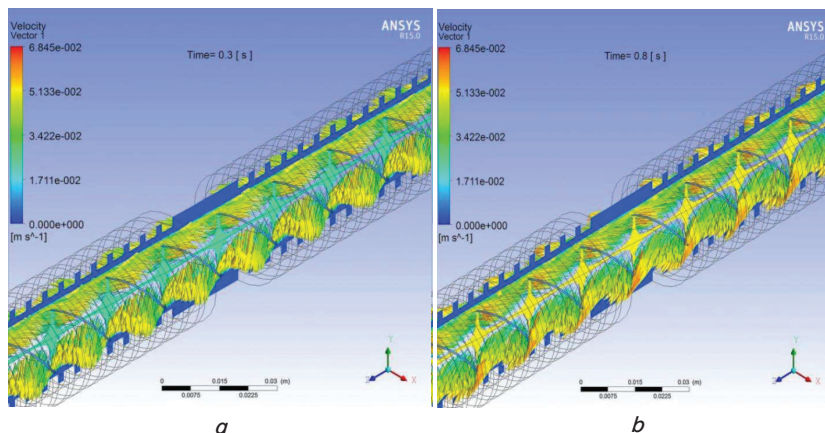 Velocity
Vector 1
6.845e-002
5.133e-002
3.422e-002
1.711e-002
0.000e+000
[m s^-1]
Time= 0.3 [ s ]
ANSYS
R15.0
0 0.015 0.03 (m)
0.0075 0.0225
Y
Z X
a
Velocity
Vector 1
6.845e-002
5.133e-002
3.422e-002
1.711e-002
0.000e+000
[m s^-1]
Time= 0.8 [ s ]
ANSYS
R15.0
0 0.015 0.03 (m)
0.0075 0.0225
Y
Z X
b